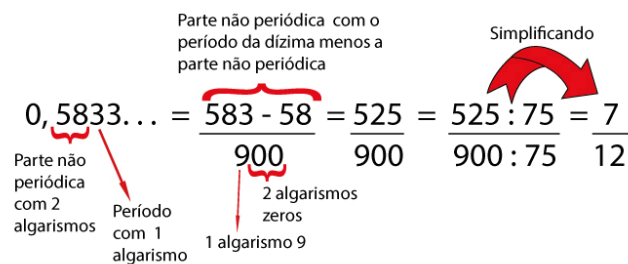 Parte não periódica com o
período da dízima menos a
parte não periódica
Simplificando
0,5833... = 583 - 58 = 525 = 525 : 75 = 7
900 900 900 : 75 12
Parte não
periódica
com 2
algarismos
Período
com 1
algarismo
1 algarismo 9
2 algarismos
zeros